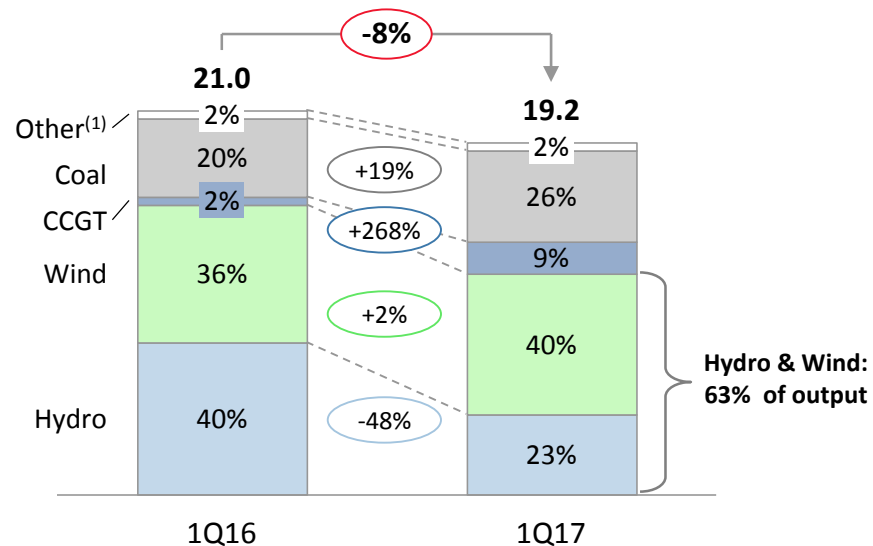 -8%
21.0
19.2
Other(1)
2%
2%
Coal
20%
+19%
26%
CCGT
2%
+268%
9%
Wind
36%
+2%
40%
Hydro & Wind:
63% of output
Hydro
40%
-48%
23%
1Q16
1Q17